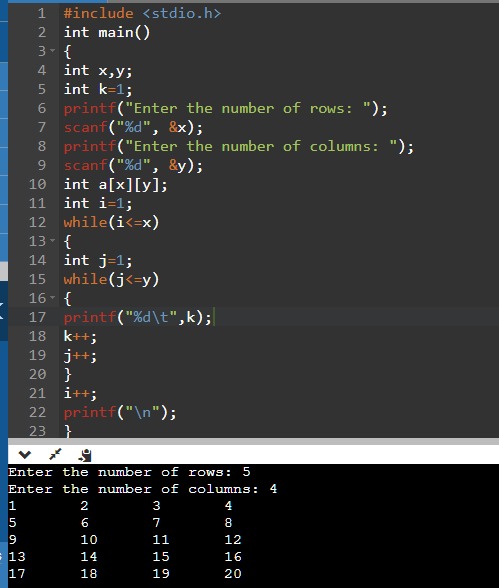 1 #include <stdio.h>
2 int main()
3 {
4 int x,y;
5 int k=1;
6 printf("Enter the number of rows: ");
7 scanf("%d", &x);
8 printf("Enter the number of columns: ");
9 scanf("%d", &y);
10 int a[x][y];
11 int i=1;
12 while(i<=x)
13 {
14 int j=1;
15 while(j<=y)
16 {
17 printf("%d\t",k);
18 k++;
19 j++;
20 }
21 i++;
22 printf("\n");
23 }
Enter the number of rows: 5
Enter the number of columns: 4
1 2 3 4
5 6 7 8
9 10 11 12
13 14 15 16
17 18 19 20